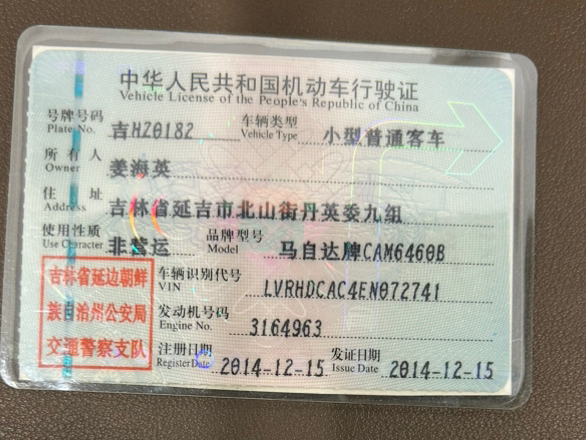 中华人民共和国机动车行驶证
Vehicle License of the People's Republic of China
号牌号码 吉HZ0182 车辆类型 小型普通客车
Plate No. Vehicle Type
所有人 姜海英
Owner
住址 吉林省延吉市北山街丹英委九组
Address
使用性质 非营运 品牌型号 马自达牌CAM6460B
Use Character Model
吉林省延边朝鲜 车辆识别代号 LVRHDCAC4EN072741
VIN
族自治州公安局 发动机号码 3164963
Engine No.
交通警察支队 注册日期 2014-12-15 发证日期 2014-12-15
Register Date Issue Date